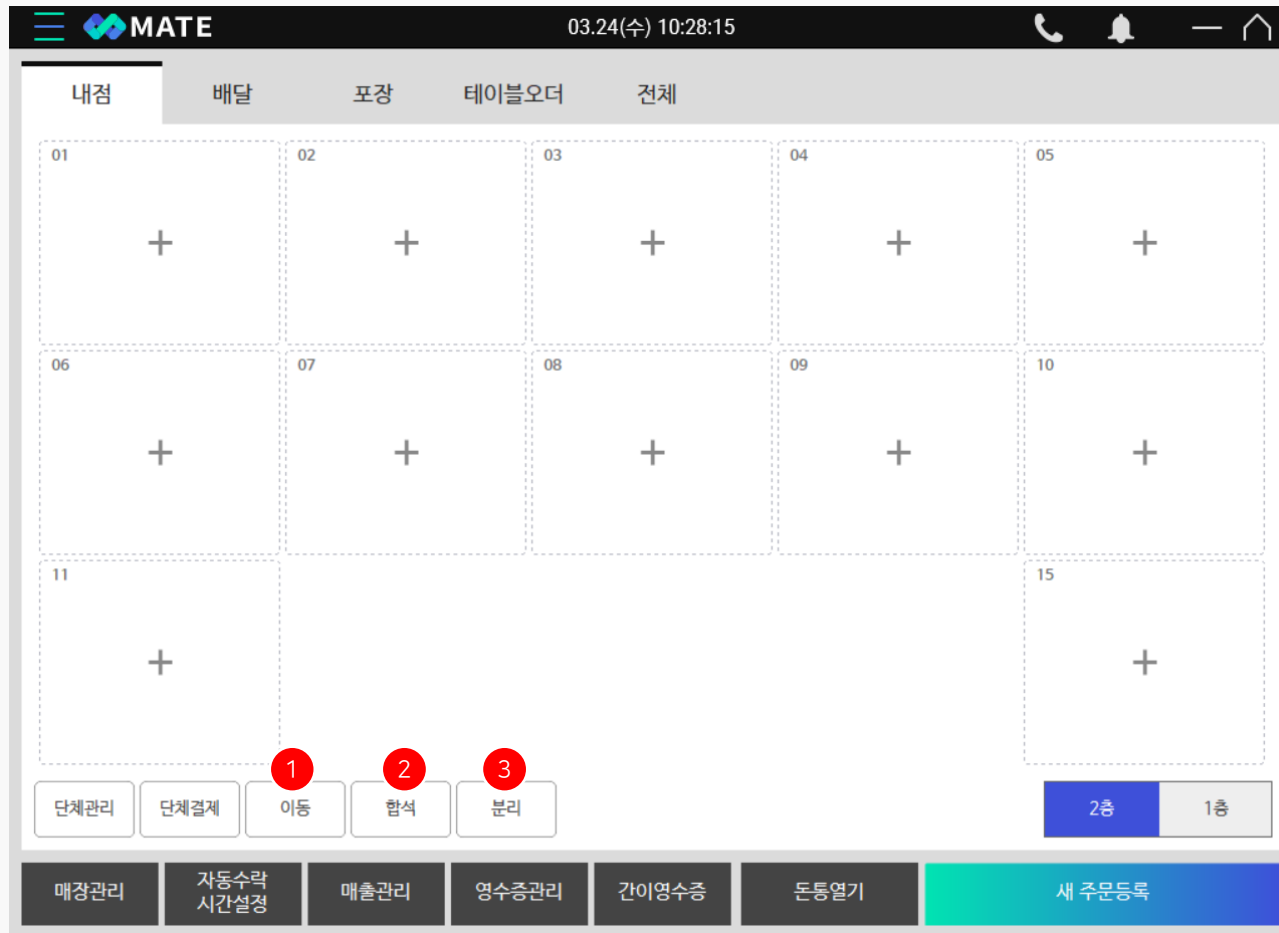 MATE 03.24(수) 10:28:15
내점 배달 포장 테이블오더 전체
01 02 03 04 05
06 07 08 09 10
11 15
1 2 3
단체관리 단체결제 이동 합석 분리 2층 1층
매장관리 자동수락 시간설정 매출관리 영수증관리 간이영수증 돈통열기 새 주문등록